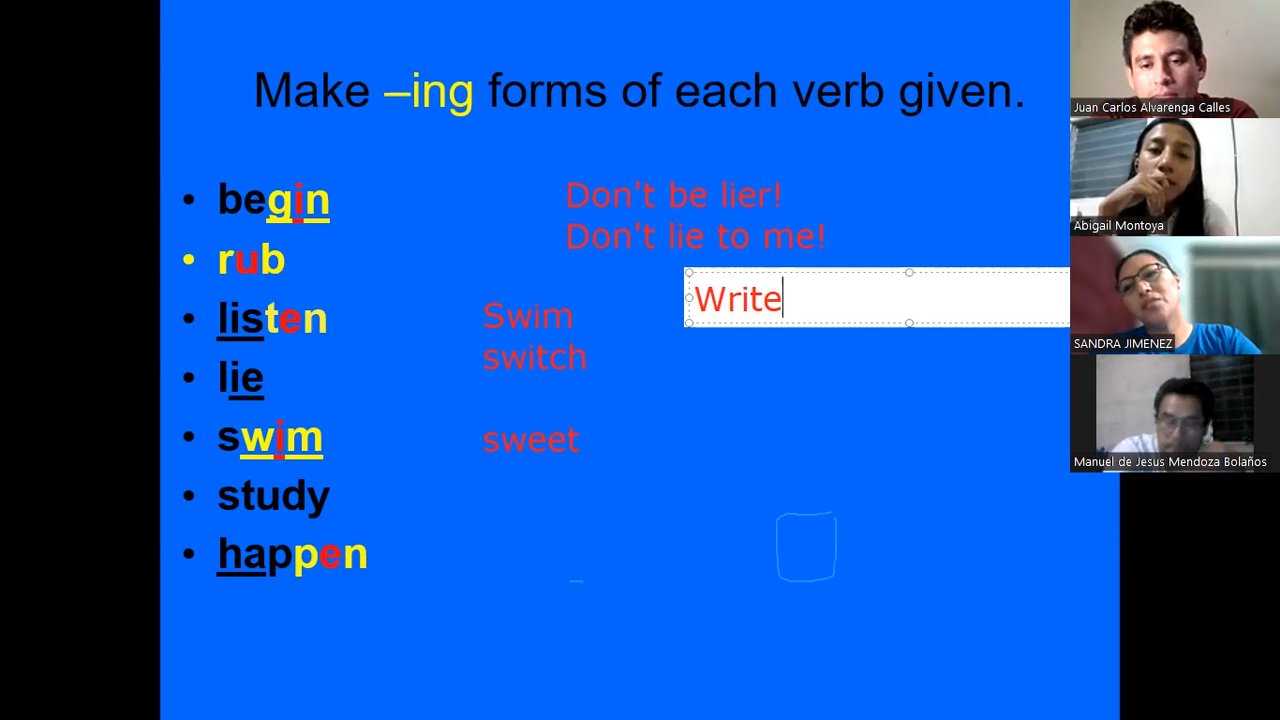 Make –ing forms of each verb given.
• begin
• rub
• listen
• lie
• swim
• study
• happen
Don't be lier!
Don't lie to me!
Write
Swim
switch
sweet
Juan Carlos Alvarenga Calles
Abigail Montoya
SANDRA JIMENEZ
Manuel de Jesus Mendoza Bolaños